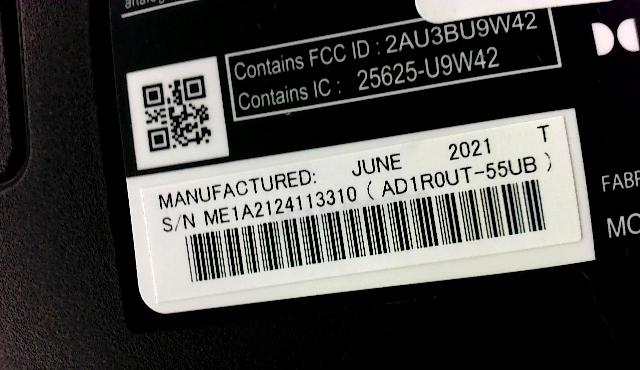 Contains FCC ID : 2AU3BU9W42
Contains IC : 25625-U9W42
MANUFACTURED: JUNE 2021 T
S/N ME1A2124113310 ( AD1R0UT-55UB )
FABR
MO